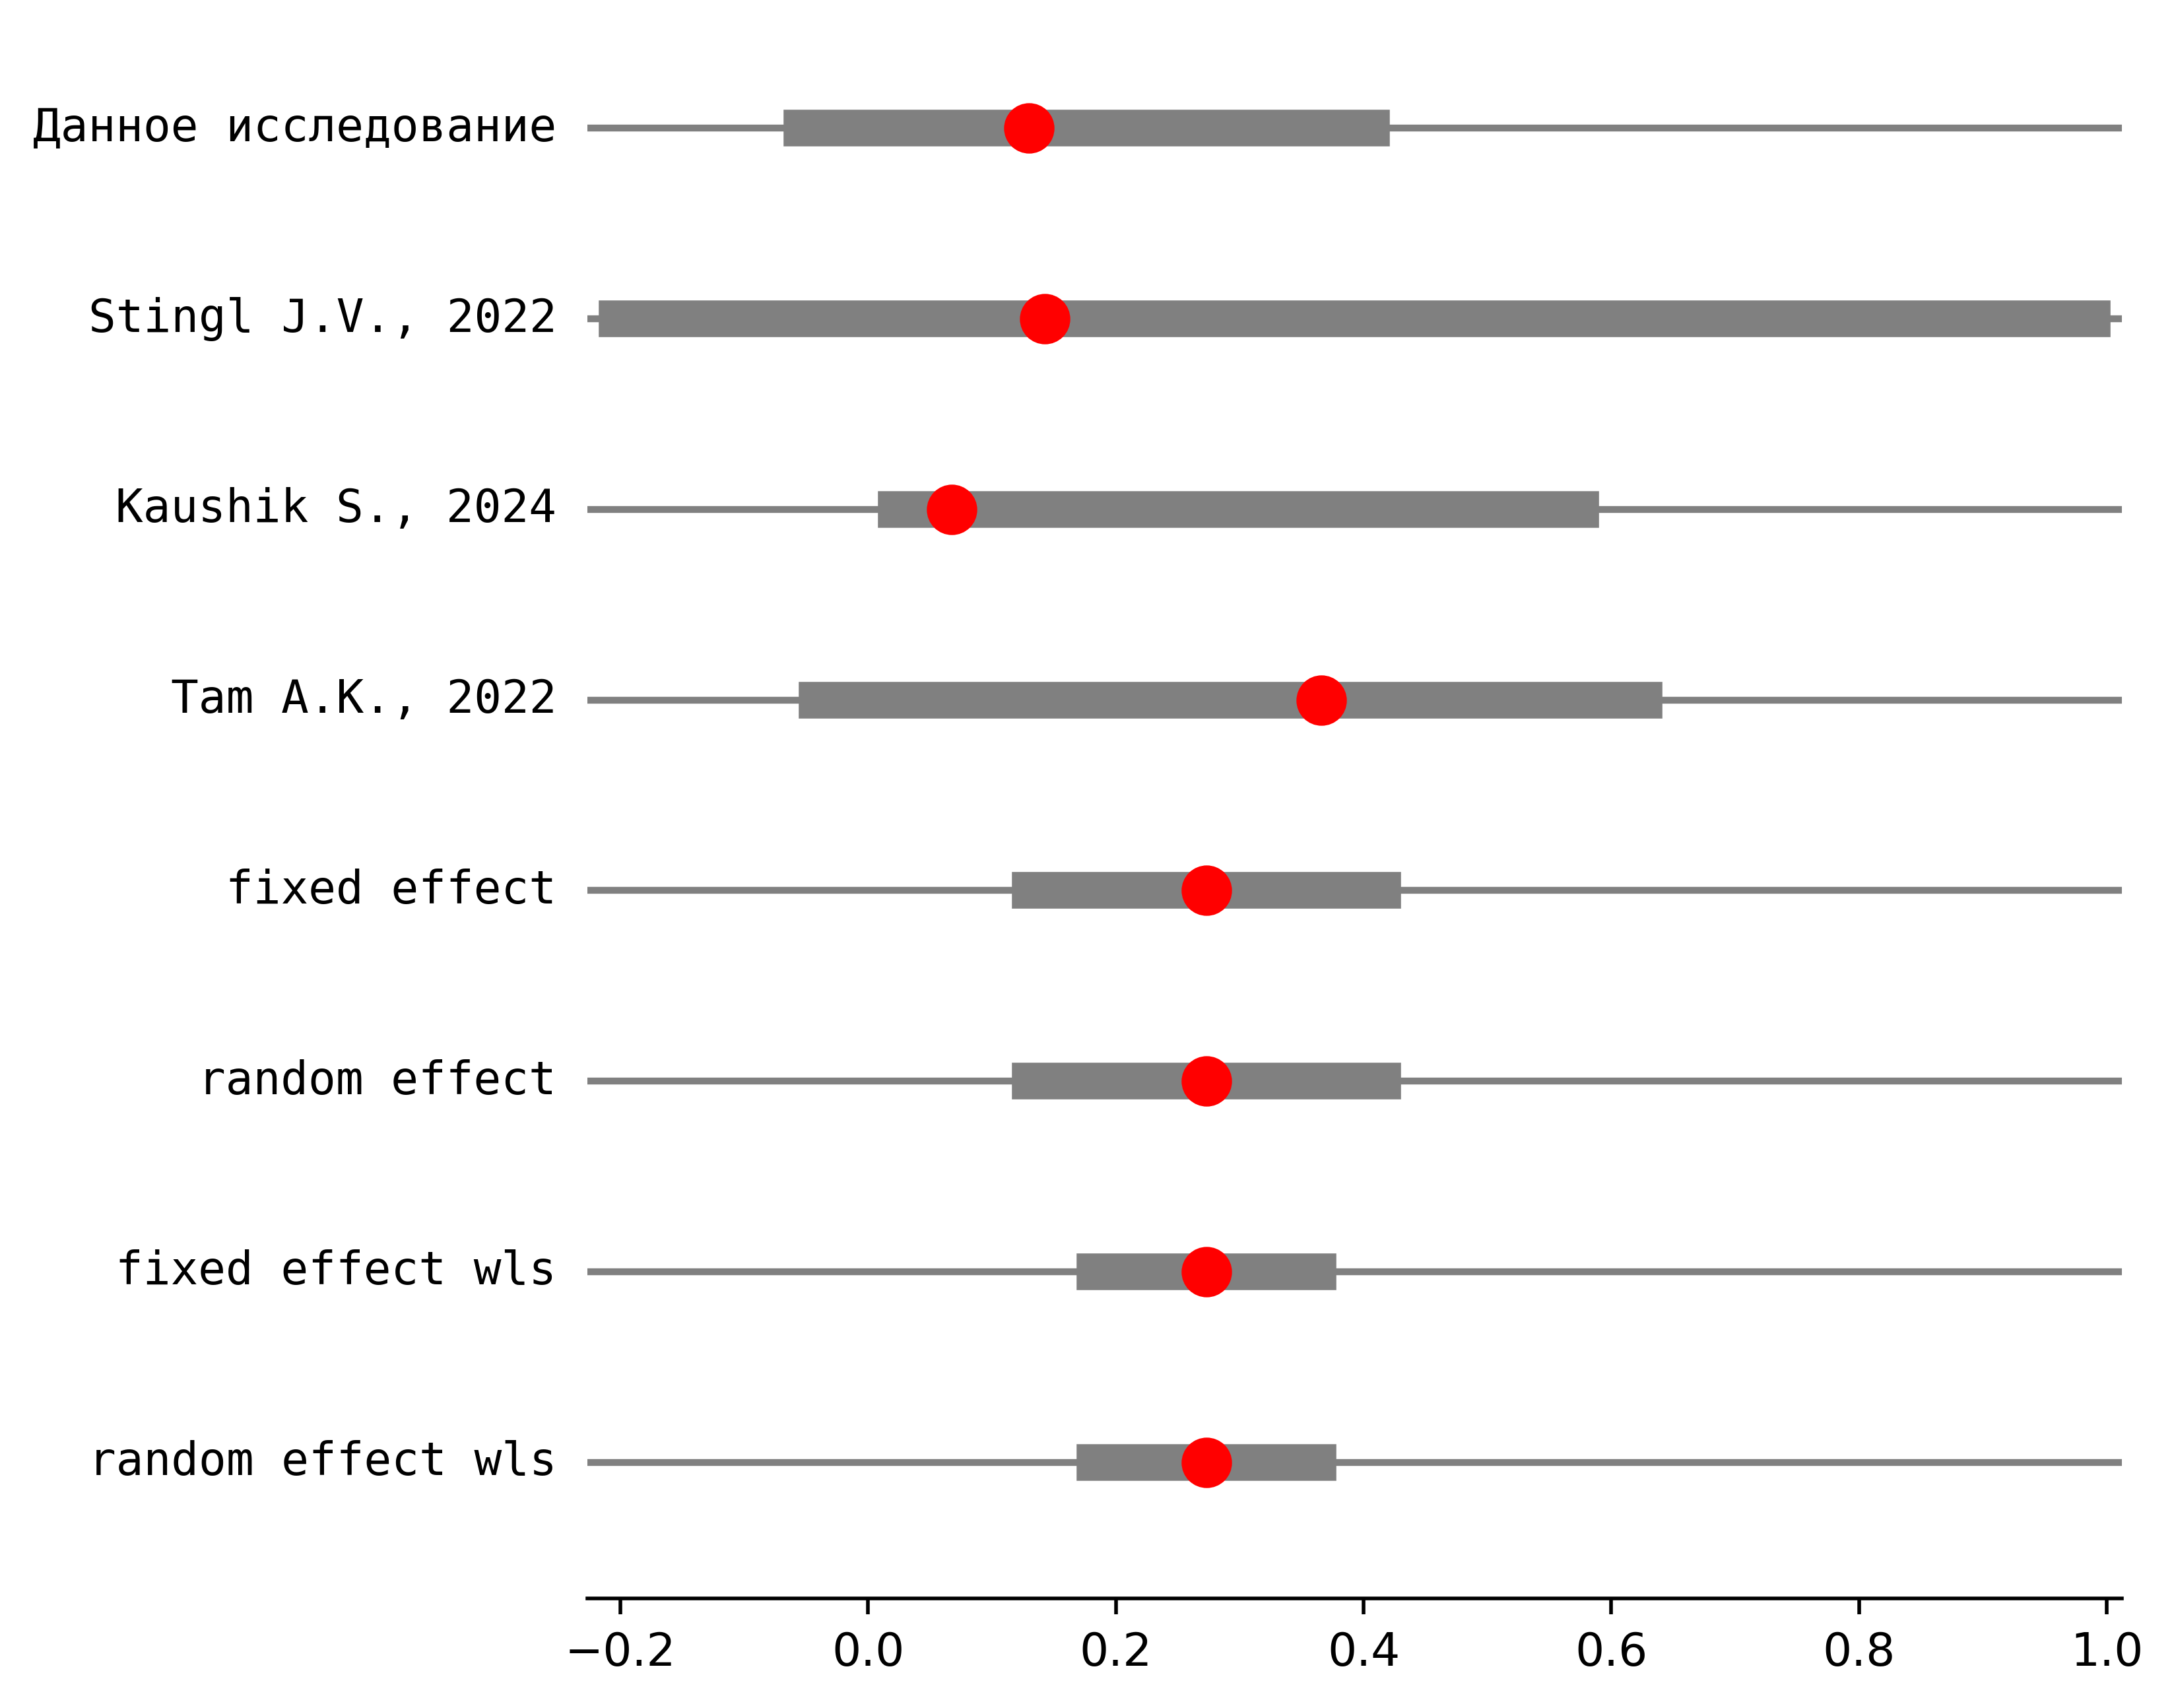 Данное исследование
Stingl J.V., 2022
Kaushik S., 2024
Tam A.K., 2022
fixed effect
random effect
fixed effect wls
random effect wls
−0.2 0.0 0.2 0.4 0.6 0.8 1.0